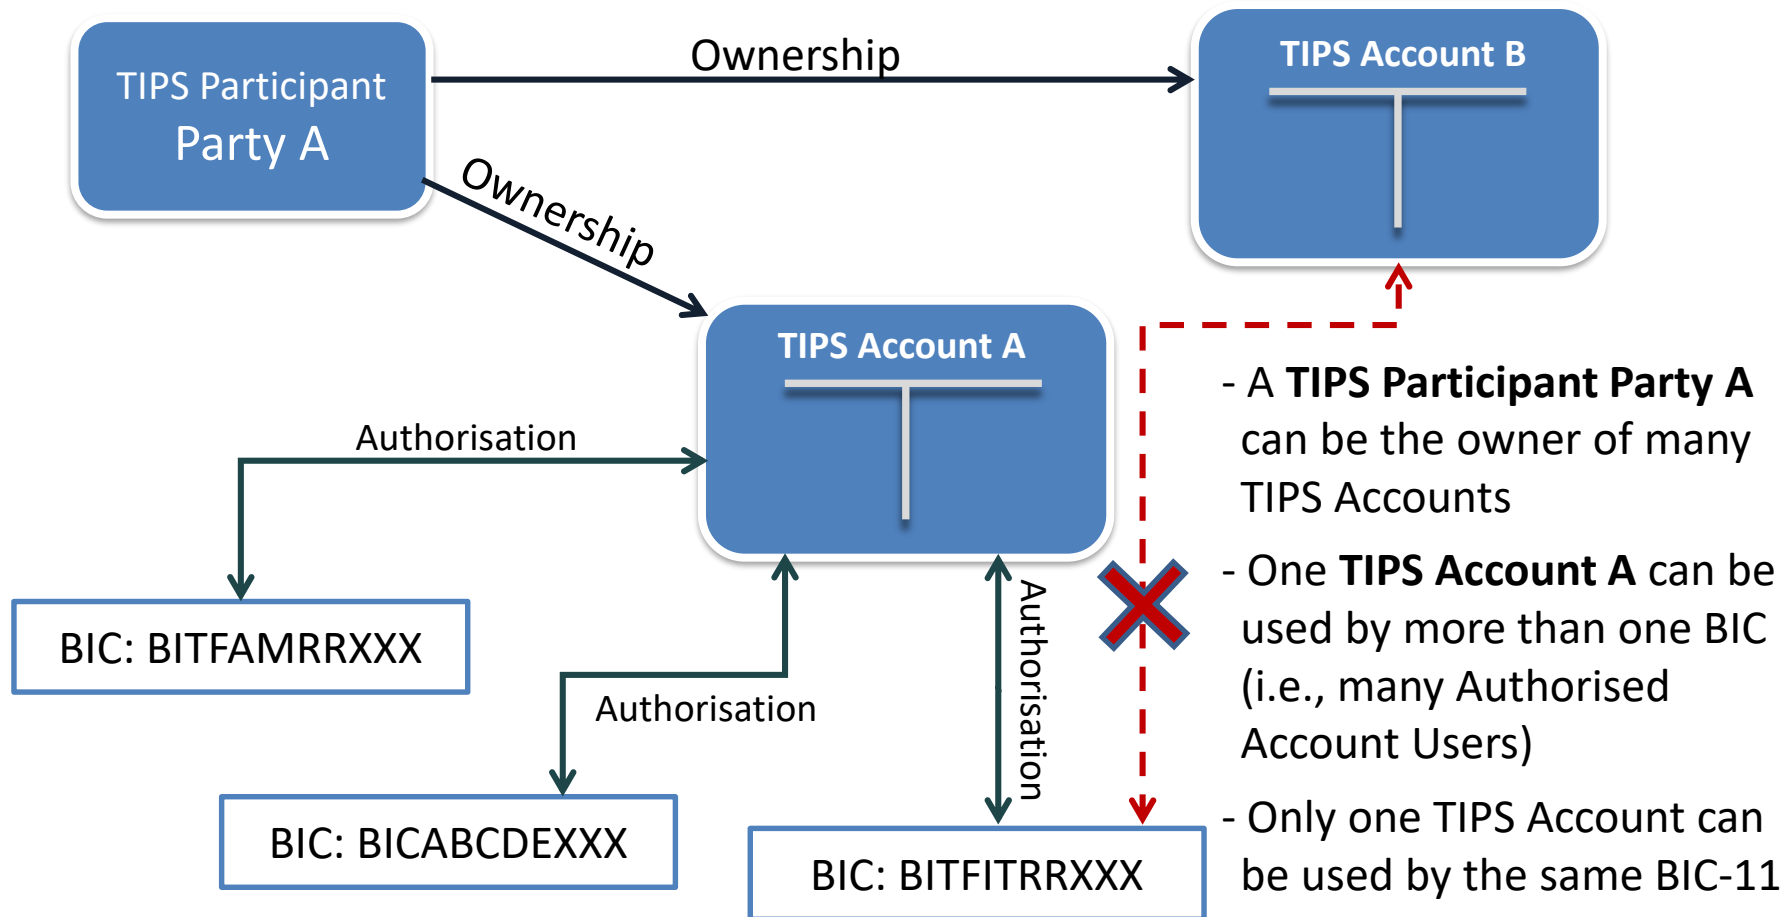 TIPS Participant
Party A
Ownership
TIPS Account B
Ownership
TIPS Account A
Authorisation
Authorisation
Authorisation
BIC: BITFAMRRXXX
BIC: BICABCDEXXX
BIC: BITFITRRXXX
- A TIPS Participant Party A
can be the owner of many
TIPS Accounts
- One TIPS Account A can be
used by more than one BIC
(i.e., many Authorised
Account Users)
- Only one TIPS Account can
be used by the same BIC-11